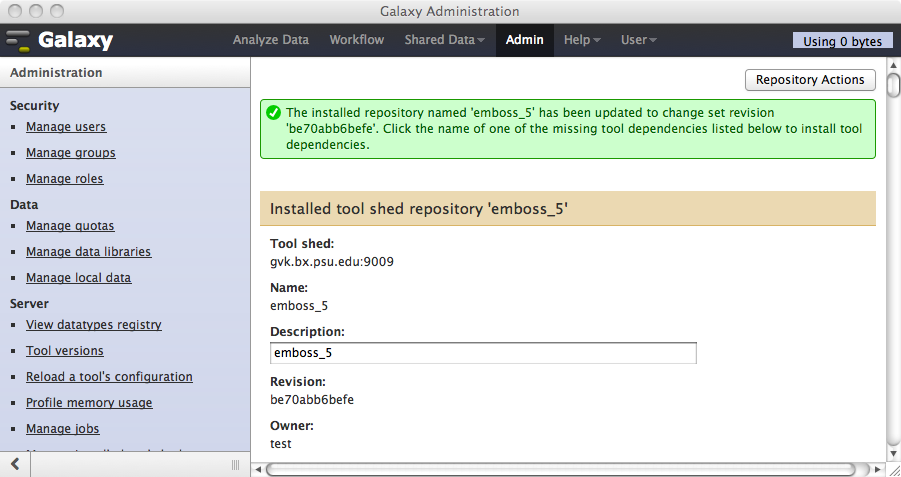 Galaxy Administration
Galaxy
Analyze Data Workflow Shared Data Admin Help User Using 0 bytes
Administration
Security
Manage users
Manage groups
Manage roles
Data
Manage quotas
Manage data libraries
Manage local data
Server
View datatypes registry
Tool versions
Reload a tool's configuration
Profile memory usage
Manage jobs
Repository Actions
The installed repository named 'emboss_5' has been updated to change set revision
'be70abb6befe'. Click the name of one of the missing tool dependencies listed below to install tool
dependencies.
Installed tool shed repository 'emboss_5'
Tool shed:
gvk.bx.psu.edu:9009
Name:
emboss_5
Description:
emboss_5
Revision:
be70abb6befe
Owner:
test